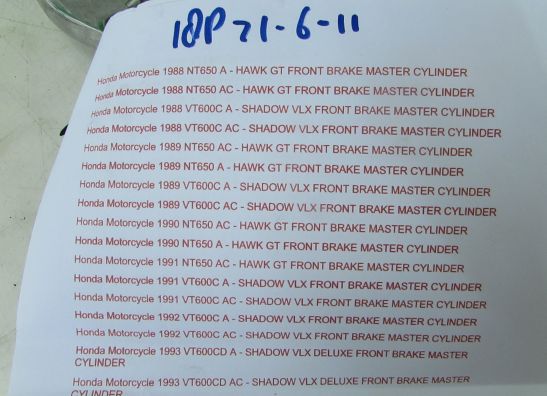 18P 71-6-11
Honda Motorcycle 1988 NT650 A - HAWK GT FRONT BRAKE MASTER CYLINDER
Honda Motorcycle 1988 NT650 AC - HAWK GT FRONT BRAKE MASTER CYLINDER
Honda Motorcycle 1988 VT600C A - SHADOW VLX FRONT BRAKE MASTER CYLINDER
Honda Motorcycle 1988 VT600C AC - SHADOW VLX FRONT BRAKE MASTER CYLINDER
Honda Motorcycle 1989 NT650 AC - HAWK GT FRONT BRAKE MASTER CYLINDER
Honda Motorcycle 1989 NT650 A - HAWK GT FRONT BRAKE MASTER CYLINDER
Honda Motorcycle 1989 VT600C A - SHADOW VLX FRONT BRAKE MASTER CYLINDER
Honda Motorcycle 1989 VT600C AC - SHADOW VLX FRONT BRAKE MASTER CYLINDER
Honda Motorcycle 1990 NT650 AC - HAWK GT FRONT BRAKE MASTER CYLINDER
Honda Motorcycle 1990 NT650 A - HAWK GT FRONT BRAKE MASTER CYLINDER
Honda Motorcycle 1991 NT650 AC - HAWK GT FRONT BRAKE MASTER CYLINDER
Honda Motorcycle 1991 VT600C A - SHADOW VLX FRONT BRAKE MASTER CYLINDER
Honda Motorcycle 1991 VT600C AC - SHADOW VLX FRONT BRAKE MASTER CYLINDER
Honda Motorcycle 1992 VT600C A - SHADOW VLX FRONT BRAKE MASTER CYLINDER
Honda Motorcycle 1992 VT600C AC - SHADOW VLX FRONT BRAKE MASTER CYLINDER
Honda Motorcycle 1993 VT600CD A - SHADOW VLX DELUXE FRONT BRAKE MASTER
CYLINDER
Honda Motorcycle 1993 VT600CD AC - SHADOW VLX DELUXE FRONT BRAKE MASTER
CYLINDER